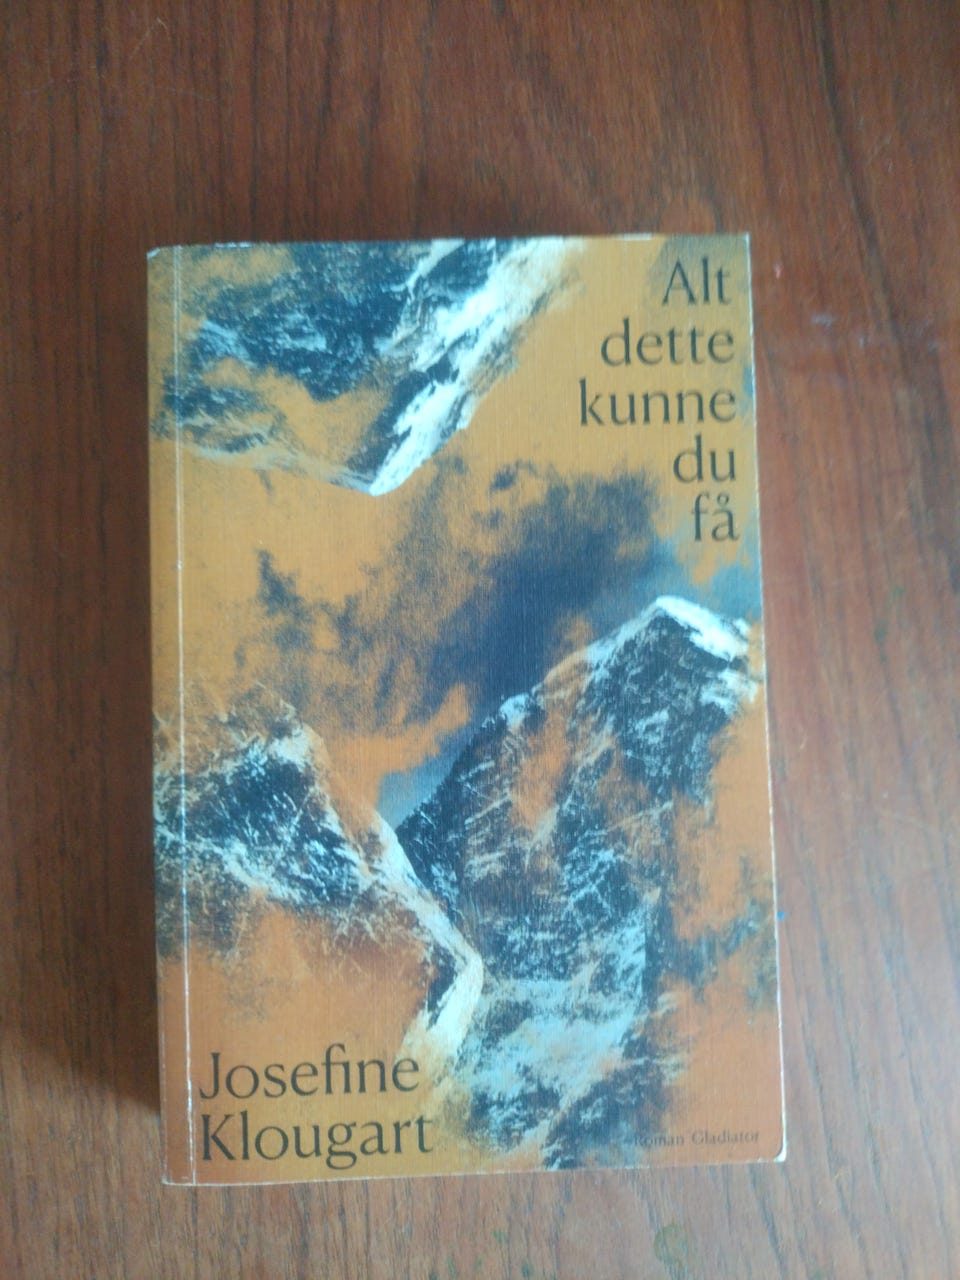 Alt
dette
kunne
du
få
Josefine
Klougart
Roman Gladiator